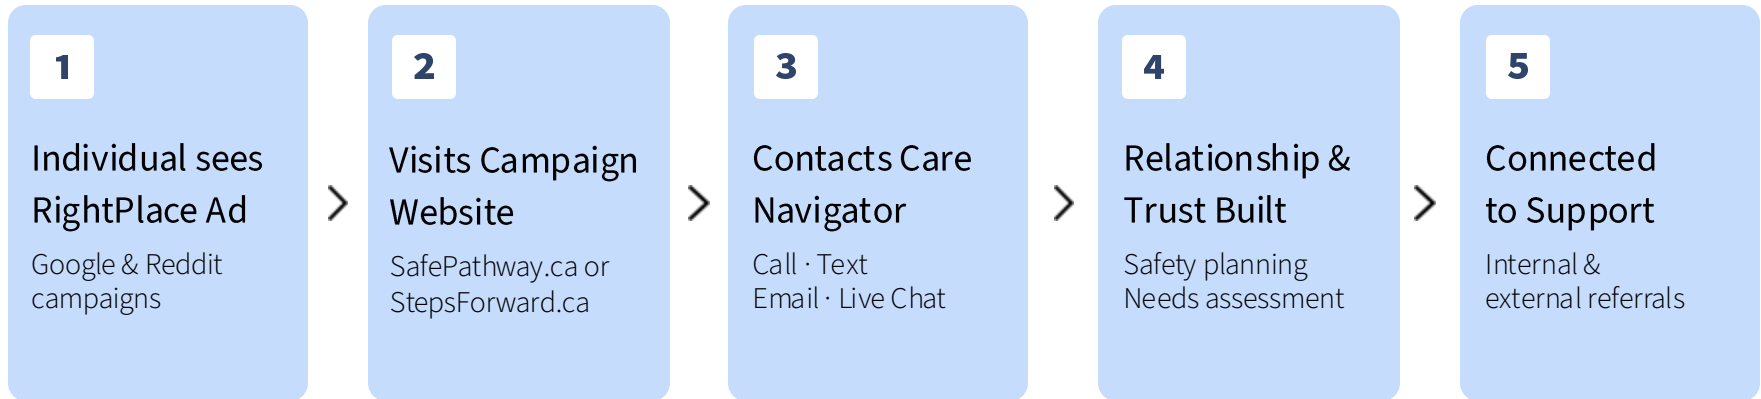 1
Individual sees
RightPlace Ad
Google & Reddit
campaigns
2
Visits Campaign
Website
SafePathway.ca or
StepsForward.ca
3
Contacts Care
Navigator
Call · Text
Email · Live Chat
4
Relationship &
Trust Built
Safety planning
Needs assessment
5
Connected
to Support
Internal &
external referrals